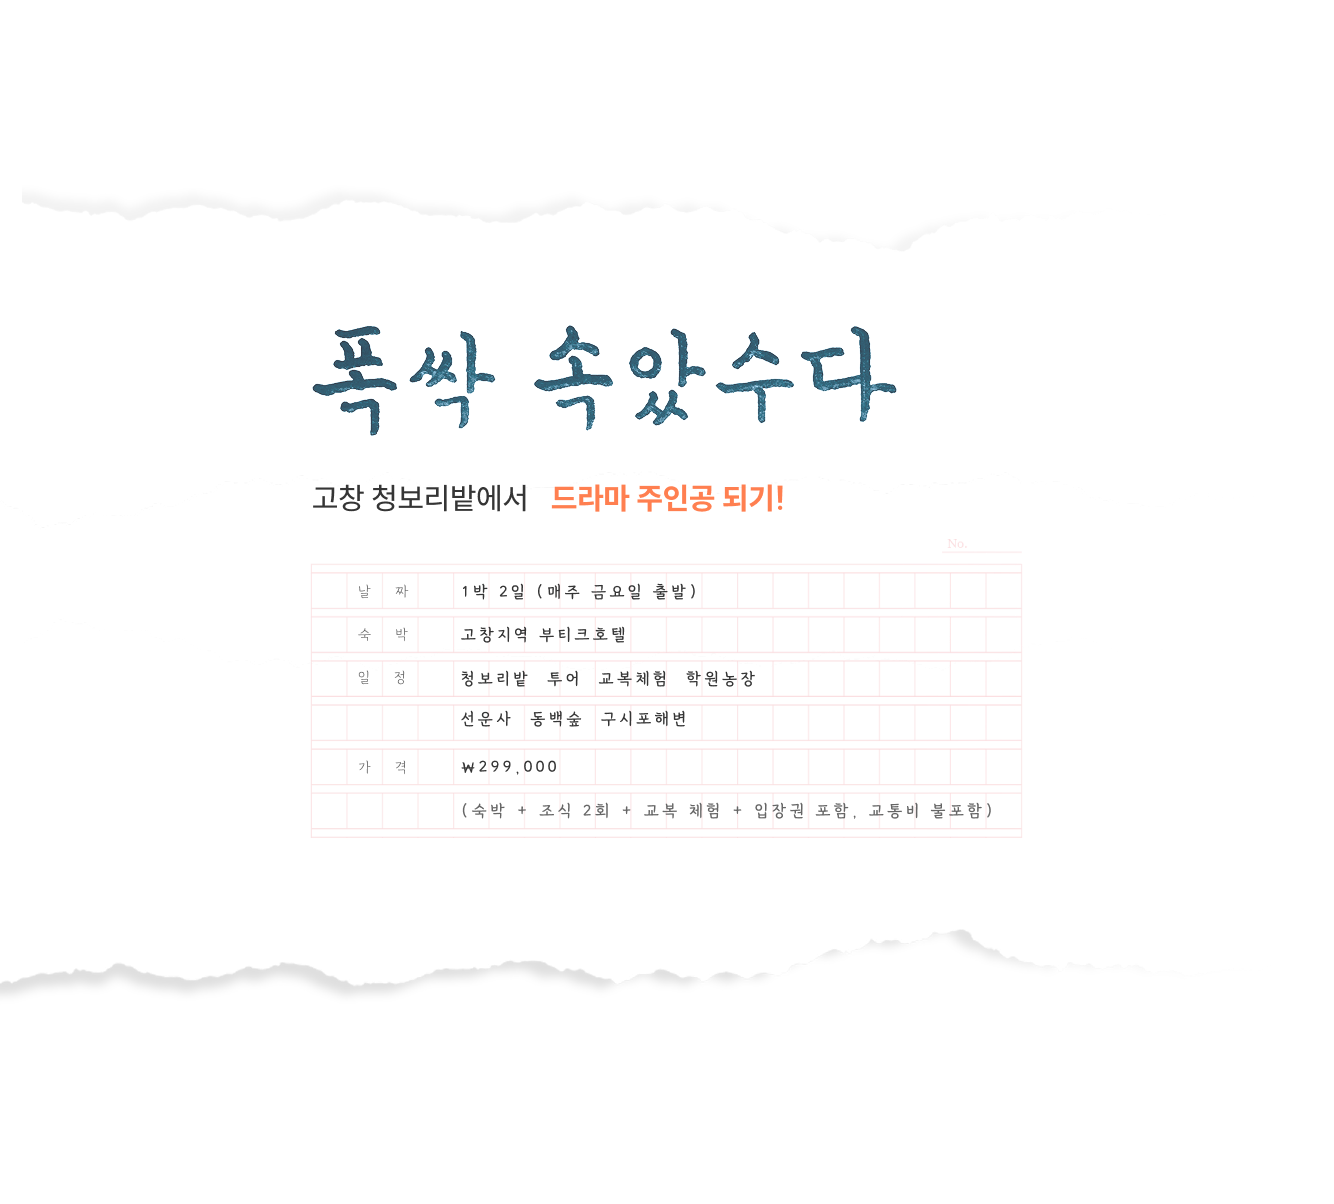 폭싹 속았수다
고창 청보리밭에서 드라마 주인공 되기!
No.
날 짜 1박 2일 (매주 금요일 출발)
숙 박 고창지역 부티크호텔
일 정 청보리밭 투어 교복체험 학원농장
선운사 동백숲 구시포해변
가 격 ₩299,000
(숙박 + 조식 2회 + 교복 체험 + 입장권 포함, 교통비 불포함)